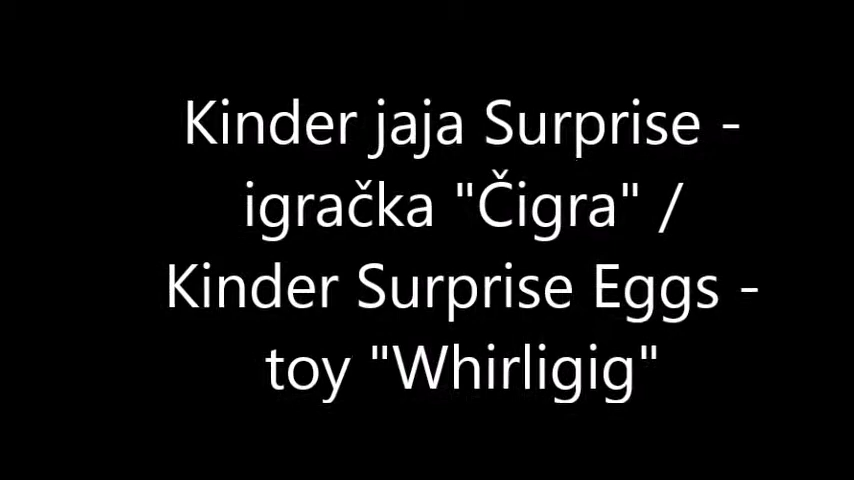 Kinder jaja Surprise -
igračka "Čigra" /
Kinder Surprise Eggs -
toy "Whirligig"